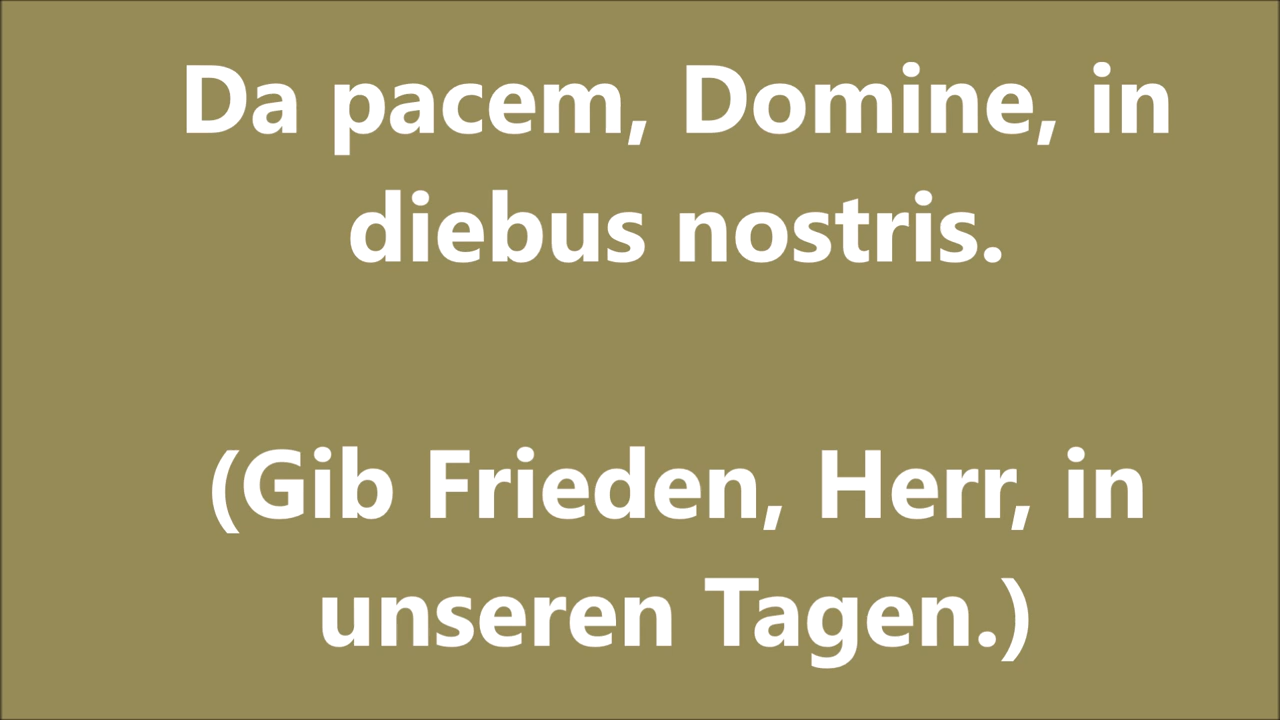 Da pacem, Domine, in
diebus nostris.
(Gib Frieden, Herr, in
unseren Tagen.)